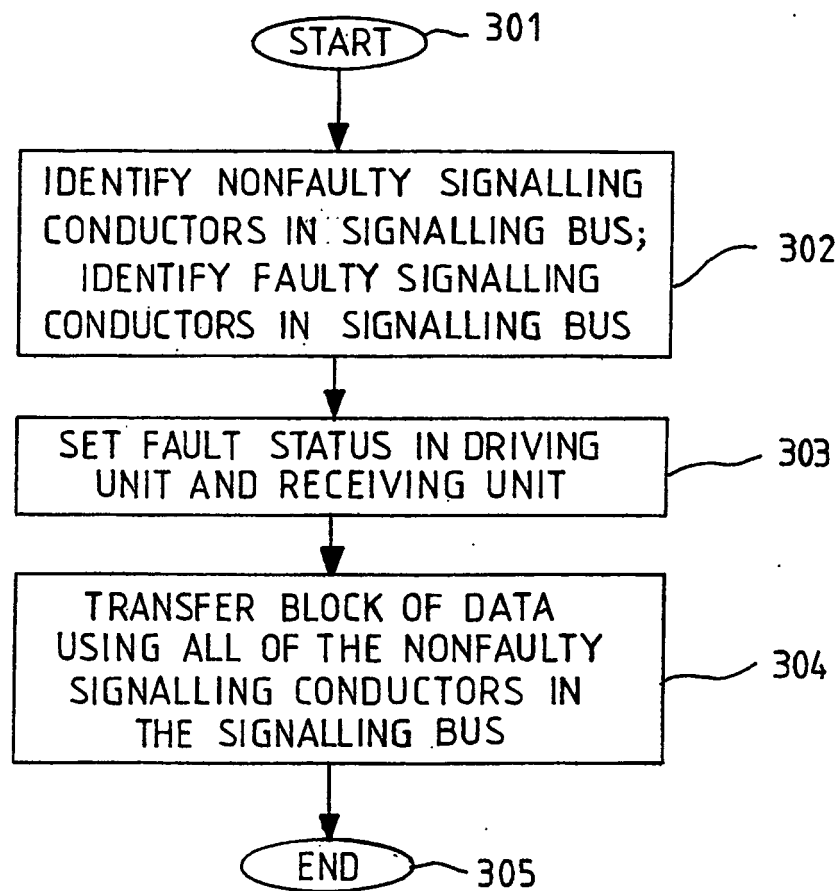 START
301
IDENTIFY NONFAULTY SIGNALLING
CONDUCTORS IN SIGNALLING BUS;
IDENTIFY FAULTY SIGNALLING
CONDUCTORS IN SIGNALLING BUS
302
SET FAULT STATUS IN DRIVING
UNIT AND RECEIVING UNIT
303
TRANSFER BLOCK OF DATA
USING ALL OF THE NONFAULTY
SIGNALLING CONDUCTORS IN
THE SIGNALLING BUS
304
END
305